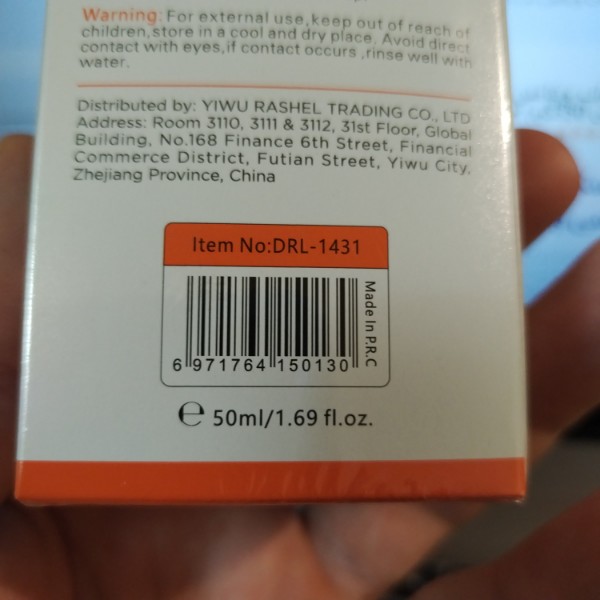 Warning: For external use,keep out of reach of
children,store in a cool and dry place, Avoid direct
contact with eyes,if contact occurs ,rinse well with
water.
Distributed by: YIWU RASHEL TRADING CO., LTD
Address: Room 3110, 3111 & 3112, 31st Floor, Global
Building, No.168 Finance 6th Street, Financial
Commerce District, Futian Street, Yiwu City,
Zhejiang Province, China
Item No:DRL-1431
Made In P.R.C
6 971764 150130
℮ 50ml/1.69 fl.oz.